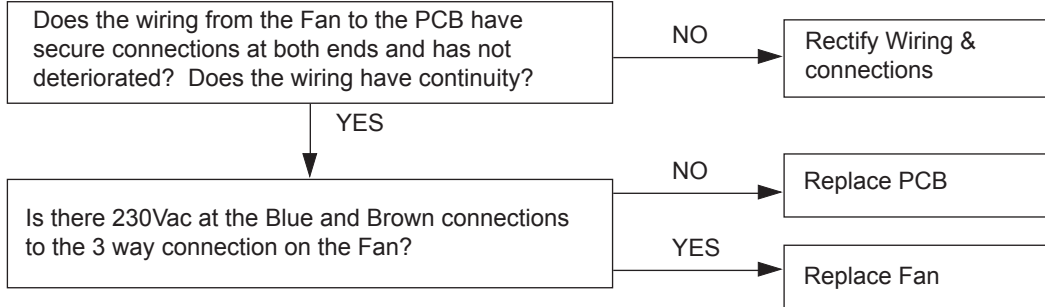 Does the wiring from the Fan to the PCB have
secure connections at both ends and has not
deteriorated?  Does the wiring have continuity?
NO
Rectify Wiring &
connections
YES
Is there 230Vac at the Blue and Brown connections
to the 3 way connection on the Fan?
NO
Replace PCB
YES
Replace Fan